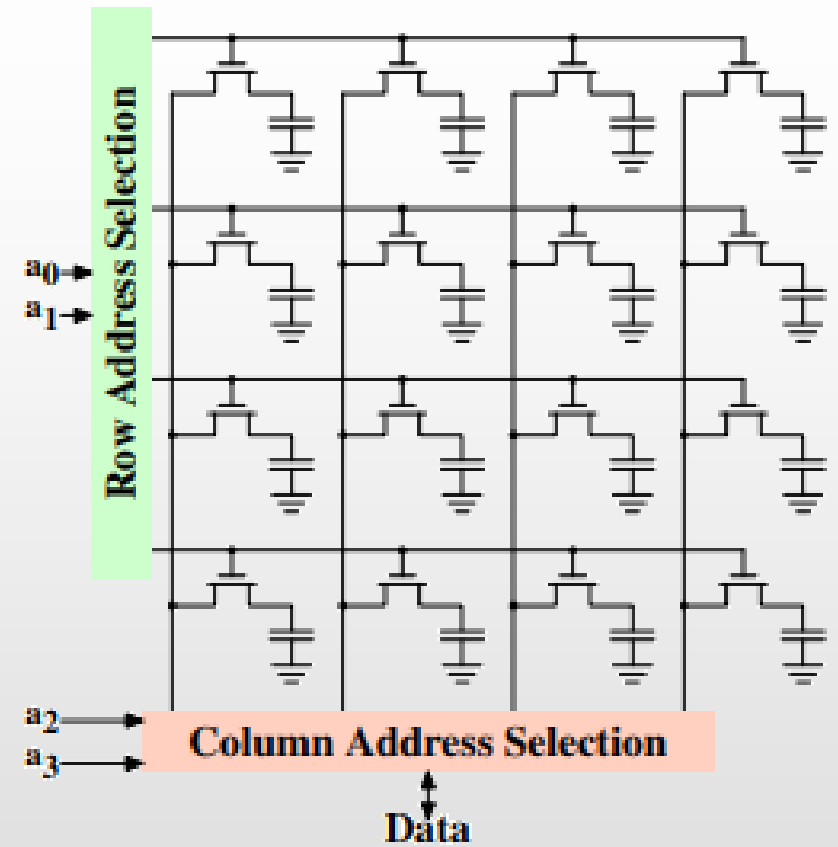 Row Address Selection
a0
a1
a2
a3
Column Address Selection
Data